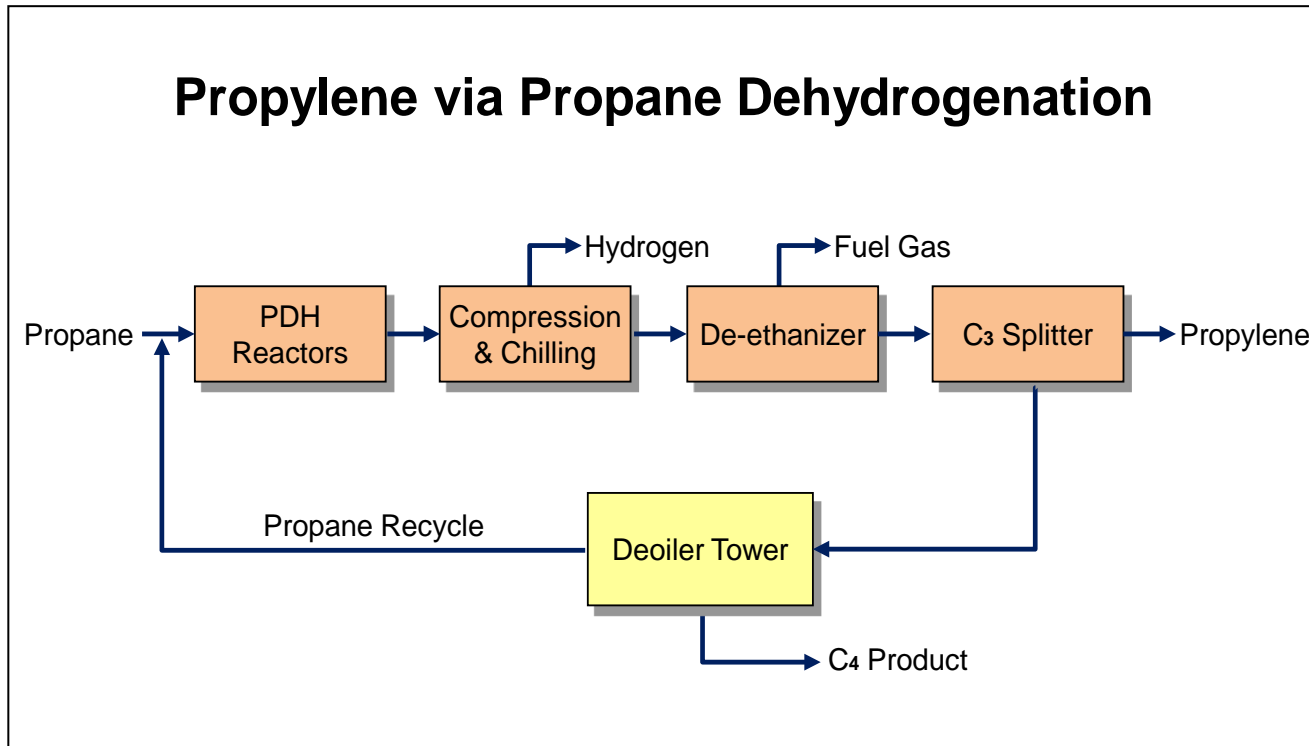 Propylene via Propane Dehydrogenation
Hydrogen
Fuel Gas
Propane
PDH
Reactors
Compression
& Chilling
De-ethanizer
C₃ Splitter
Propylene
Propane Recycle
Deoiler Tower
C₄ Product